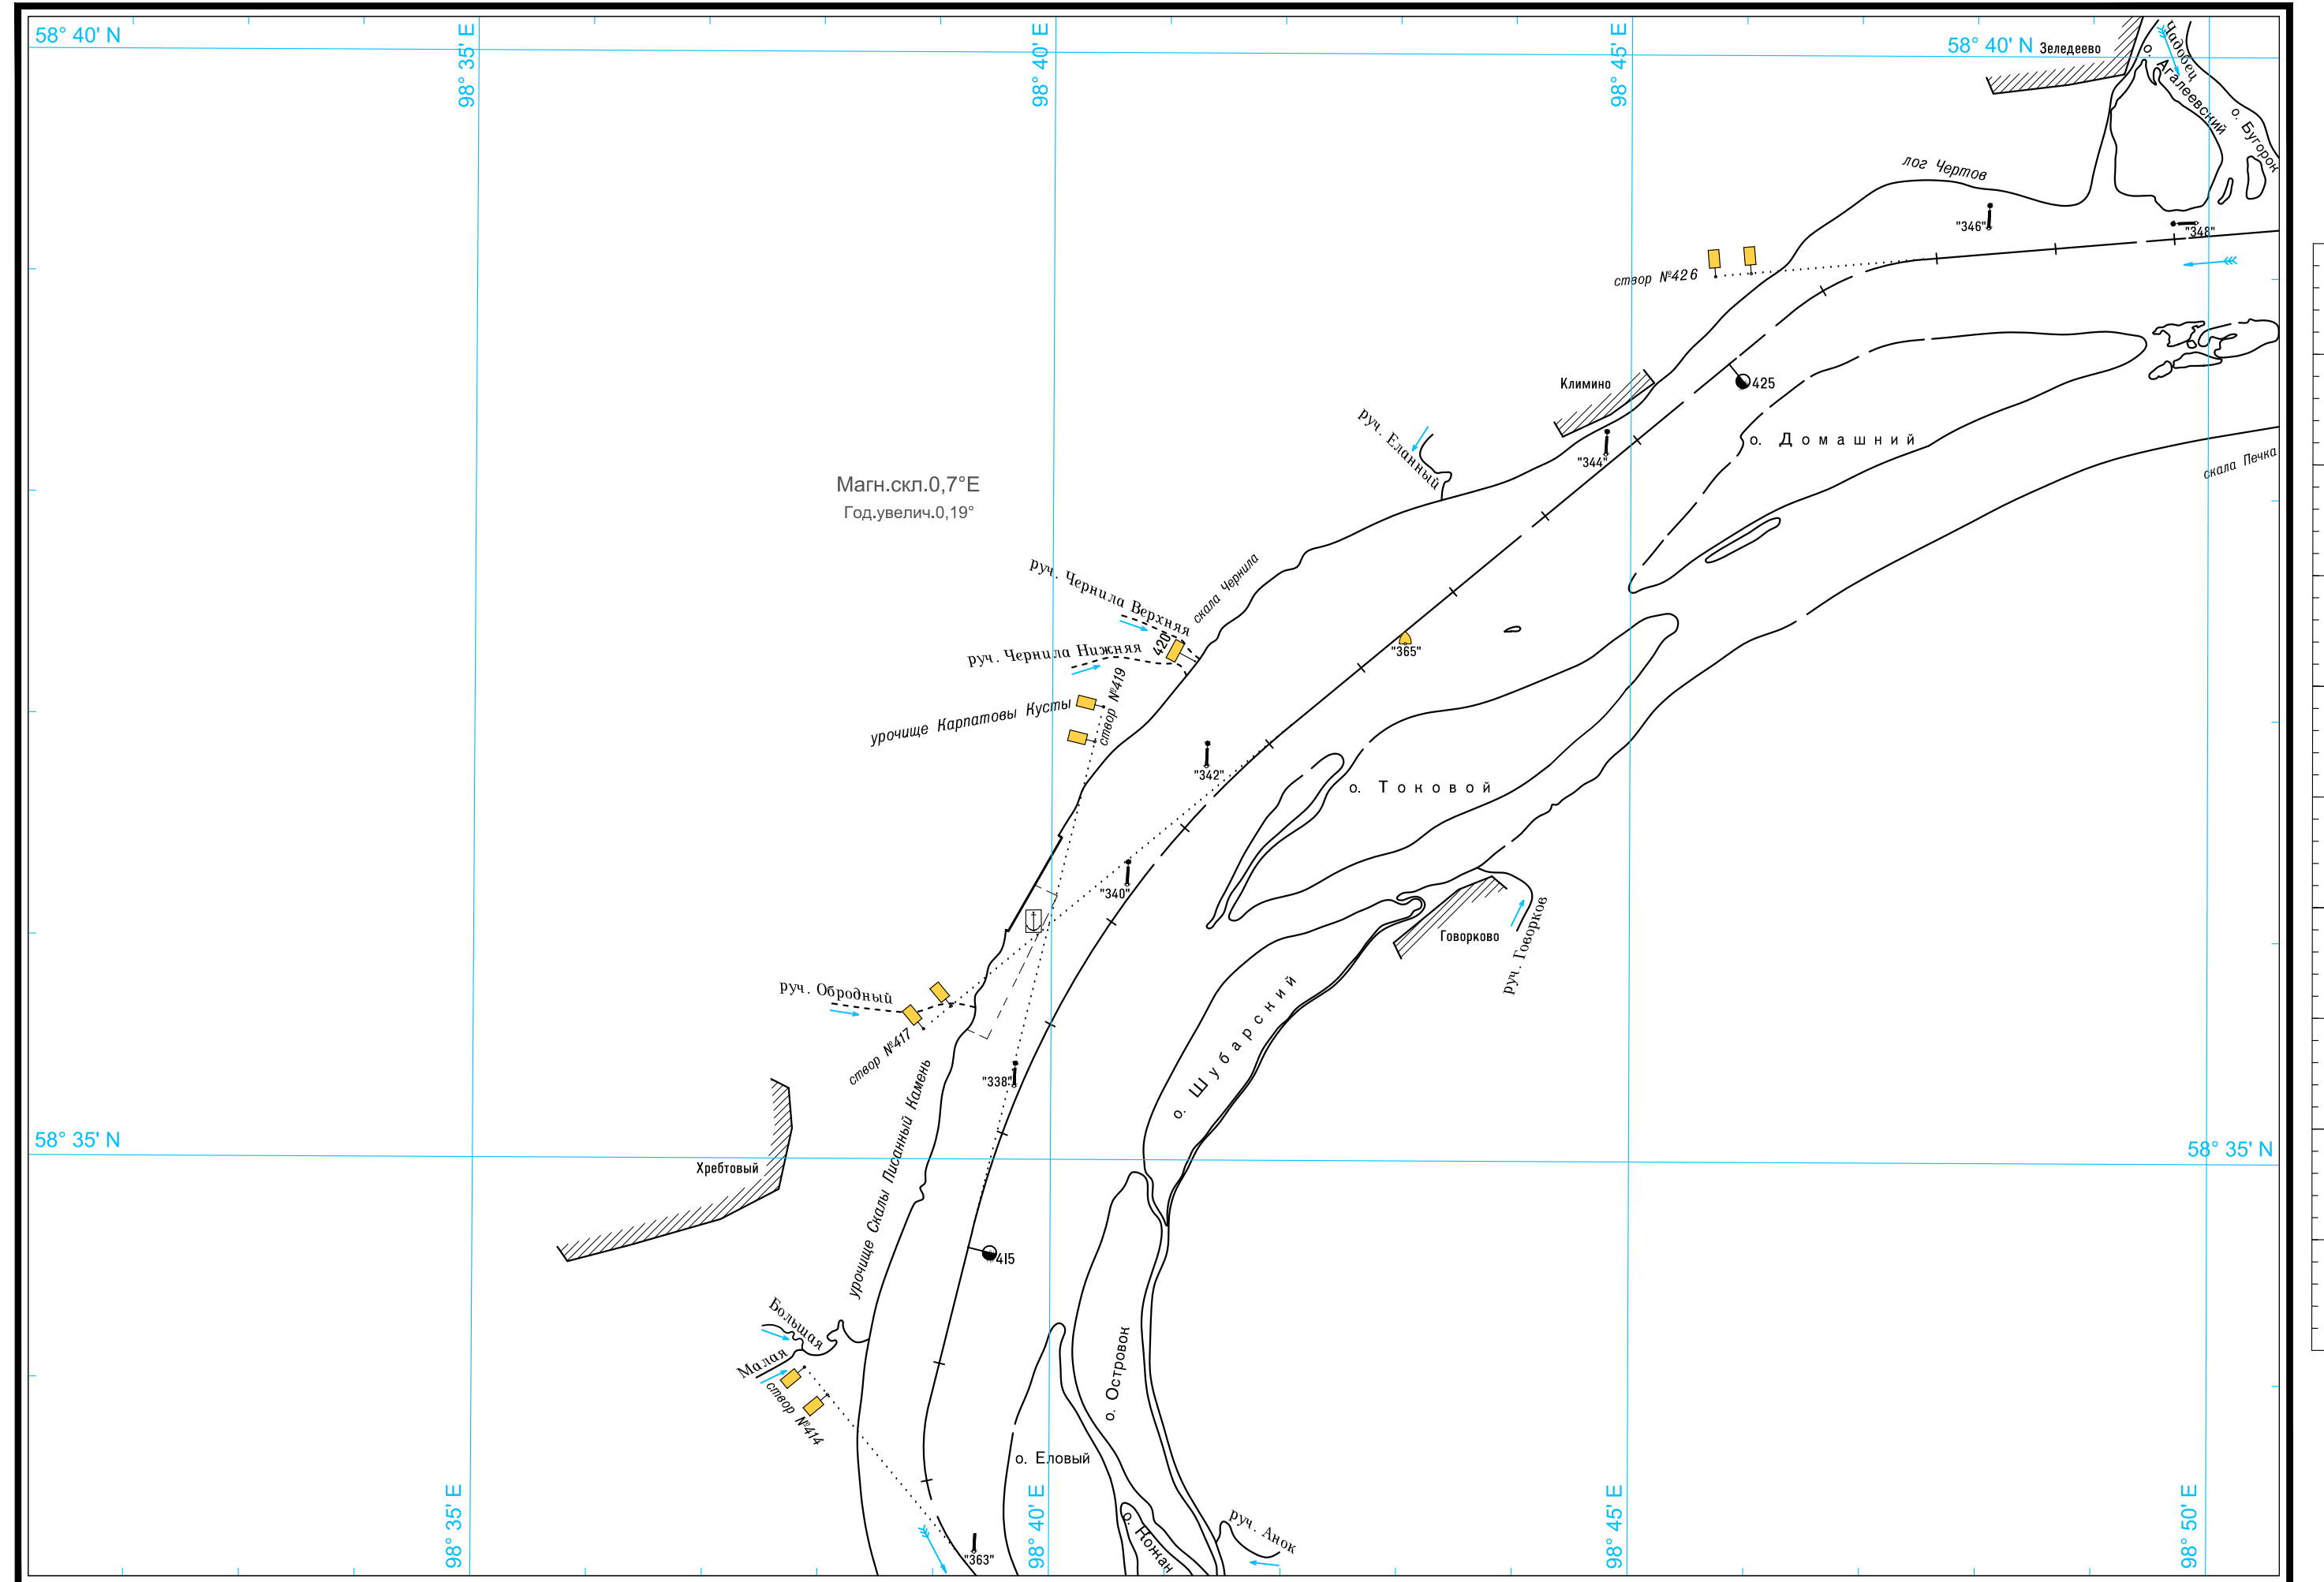 58° 40' N
98° 35' E
98° 40' E
98° 45' E
58° 40' N
Зеледеево
Чадобец
о. Агалеевский
о. Бугорок
лог Чертов
"346"
"348"
створ №426
Климино
425
"344"
о. Домашний
скала Печка
руч. Еланный
Магн.скл.0,7°E
Год.увелич.0,19°
скала Чернила
руч. Чернила Верхняя
420
руч. Чернила Нижняя
створ №419
урочище Карпатовы Кусты
"365"
"342"
о. Токовой
"340"
Говорково
руч. Говорков
руч. Обродный
створ №417
о. Шубарский
"338"
урочище Скалы Писанный Камень
58° 35' N
58° 35' N
Хребтовый
415
Большая
Малая
створ №414
о. Островок
о. Еловый
о. Ножан
руч. Анок
"363"
98° 35' E
98° 40' E
98° 45' E
98° 50' E